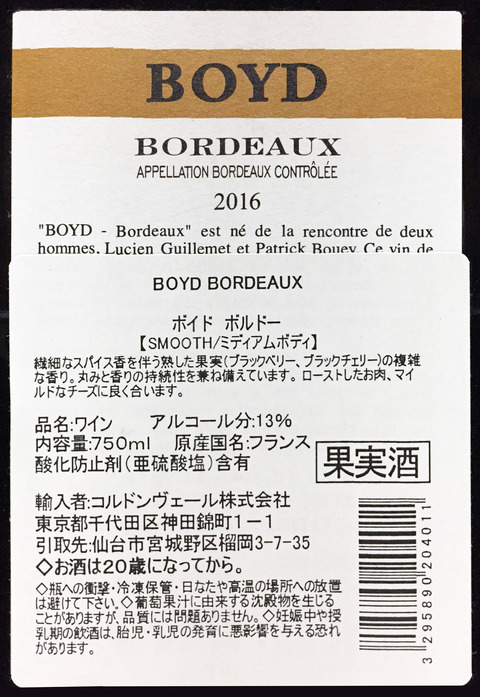 BOYD
BORDEAUX
APPELLATION BORDEAUX CONTRÔLÉE
2016
"BOYD - Bordeaux" est né de la rencontre de deux
hommes, Lucien Guillemet et Patrick Bouey. Ce vin de
BOYD BORDEAUX
ボイド ボルドー
【SMOOTH/ミディアムボディ】
繊細なスパイス香を伴う熟した果実(ブラックベリー、ブラックチェリー)の複雑
な香り。丸みと香りの持続性を兼ね備えています。 ローストしたお肉、マイ
ルドなチーズに良く合います。
品名:ワイン アルコール分:13%
内容量:750ml 原産国名:フランス
酸化防止剤(亜硫酸塩)含有
果実酒
輸入者:コルドンヴェール株式会社
東京都千代田区神田錦町1-1
引取先:仙台市宮城野区榴岡3-7-35
◇お酒は20歳になってから。
◇瓶への衝撃・冷凍保管・日なたや高温の場所への放置
は避けて下さい。◇葡萄果汁に由来する沈殿物を生じる
ことがありますが、品質には問題ありません。◇妊娠中や授
乳期の飲酒は、胎児・乳児の発育に悪影響を与える恐れ
があります。
3 295890 204011